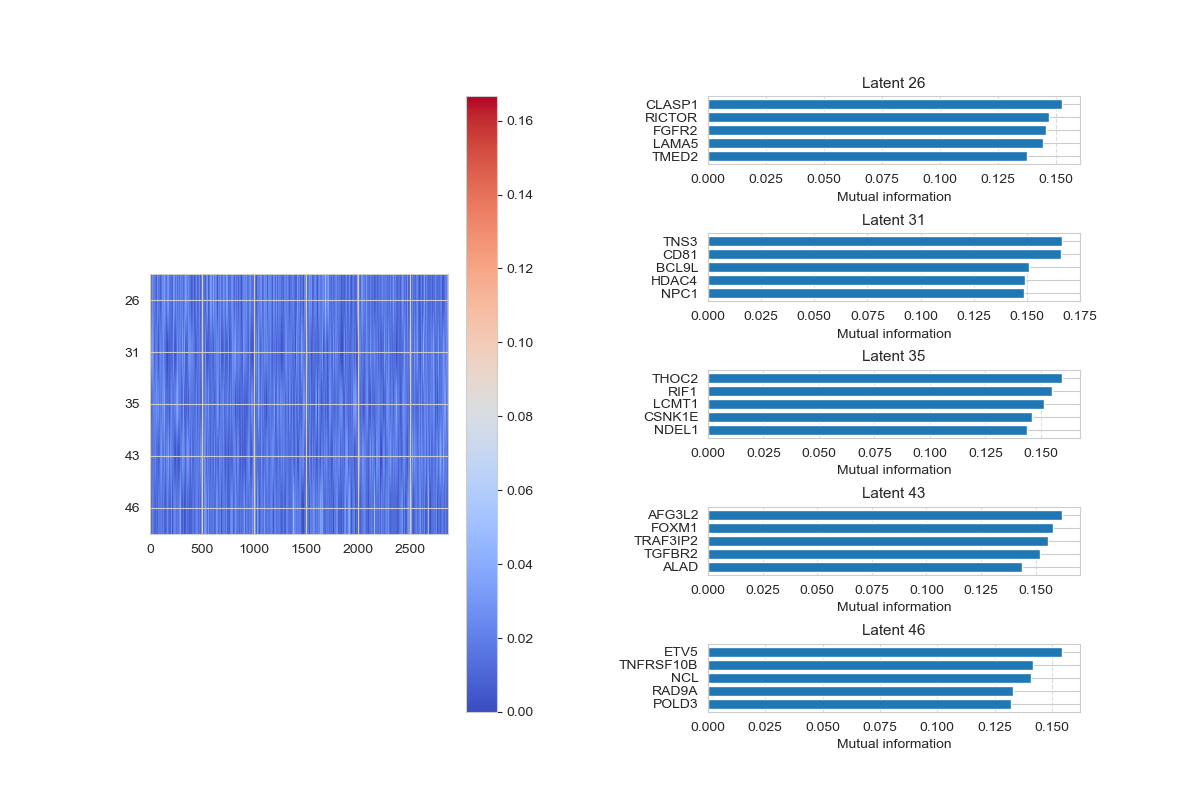 26
31
35
43
46
0 500 1000 1500 2000 2500
0.16
0.14
0.12
0.10
0.08
0.06
0.04
0.02
0.00
Latent 26
CLASP1
RICTOR
FGFR2
LAMA5
TMED2
0.000 0.025 0.050 0.075 0.100 0.125 0.150
Mutual information
Latent 31
TNS3
CD81
BCL9L
HDAC4
NPC1
0.000 0.025 0.050 0.075 0.100 0.125 0.150 0.175
Mutual information
Latent 35
THOC2
RIF1
LCMT1
CSNK1E
NDEL1
0.000 0.025 0.050 0.075 0.100 0.125 0.150
Mutual information
Latent 43
AFG3L2
FOXM1
TRAF3IP2
TGFBR2
ALAD
0.000 0.025 0.050 0.075 0.100 0.125 0.150
Mutual information
Latent 46
ETV5
TNFRSF10B
NCL
RAD9A
POLD3
0.000 0.025 0.050 0.075 0.100 0.125 0.150
Mutual information